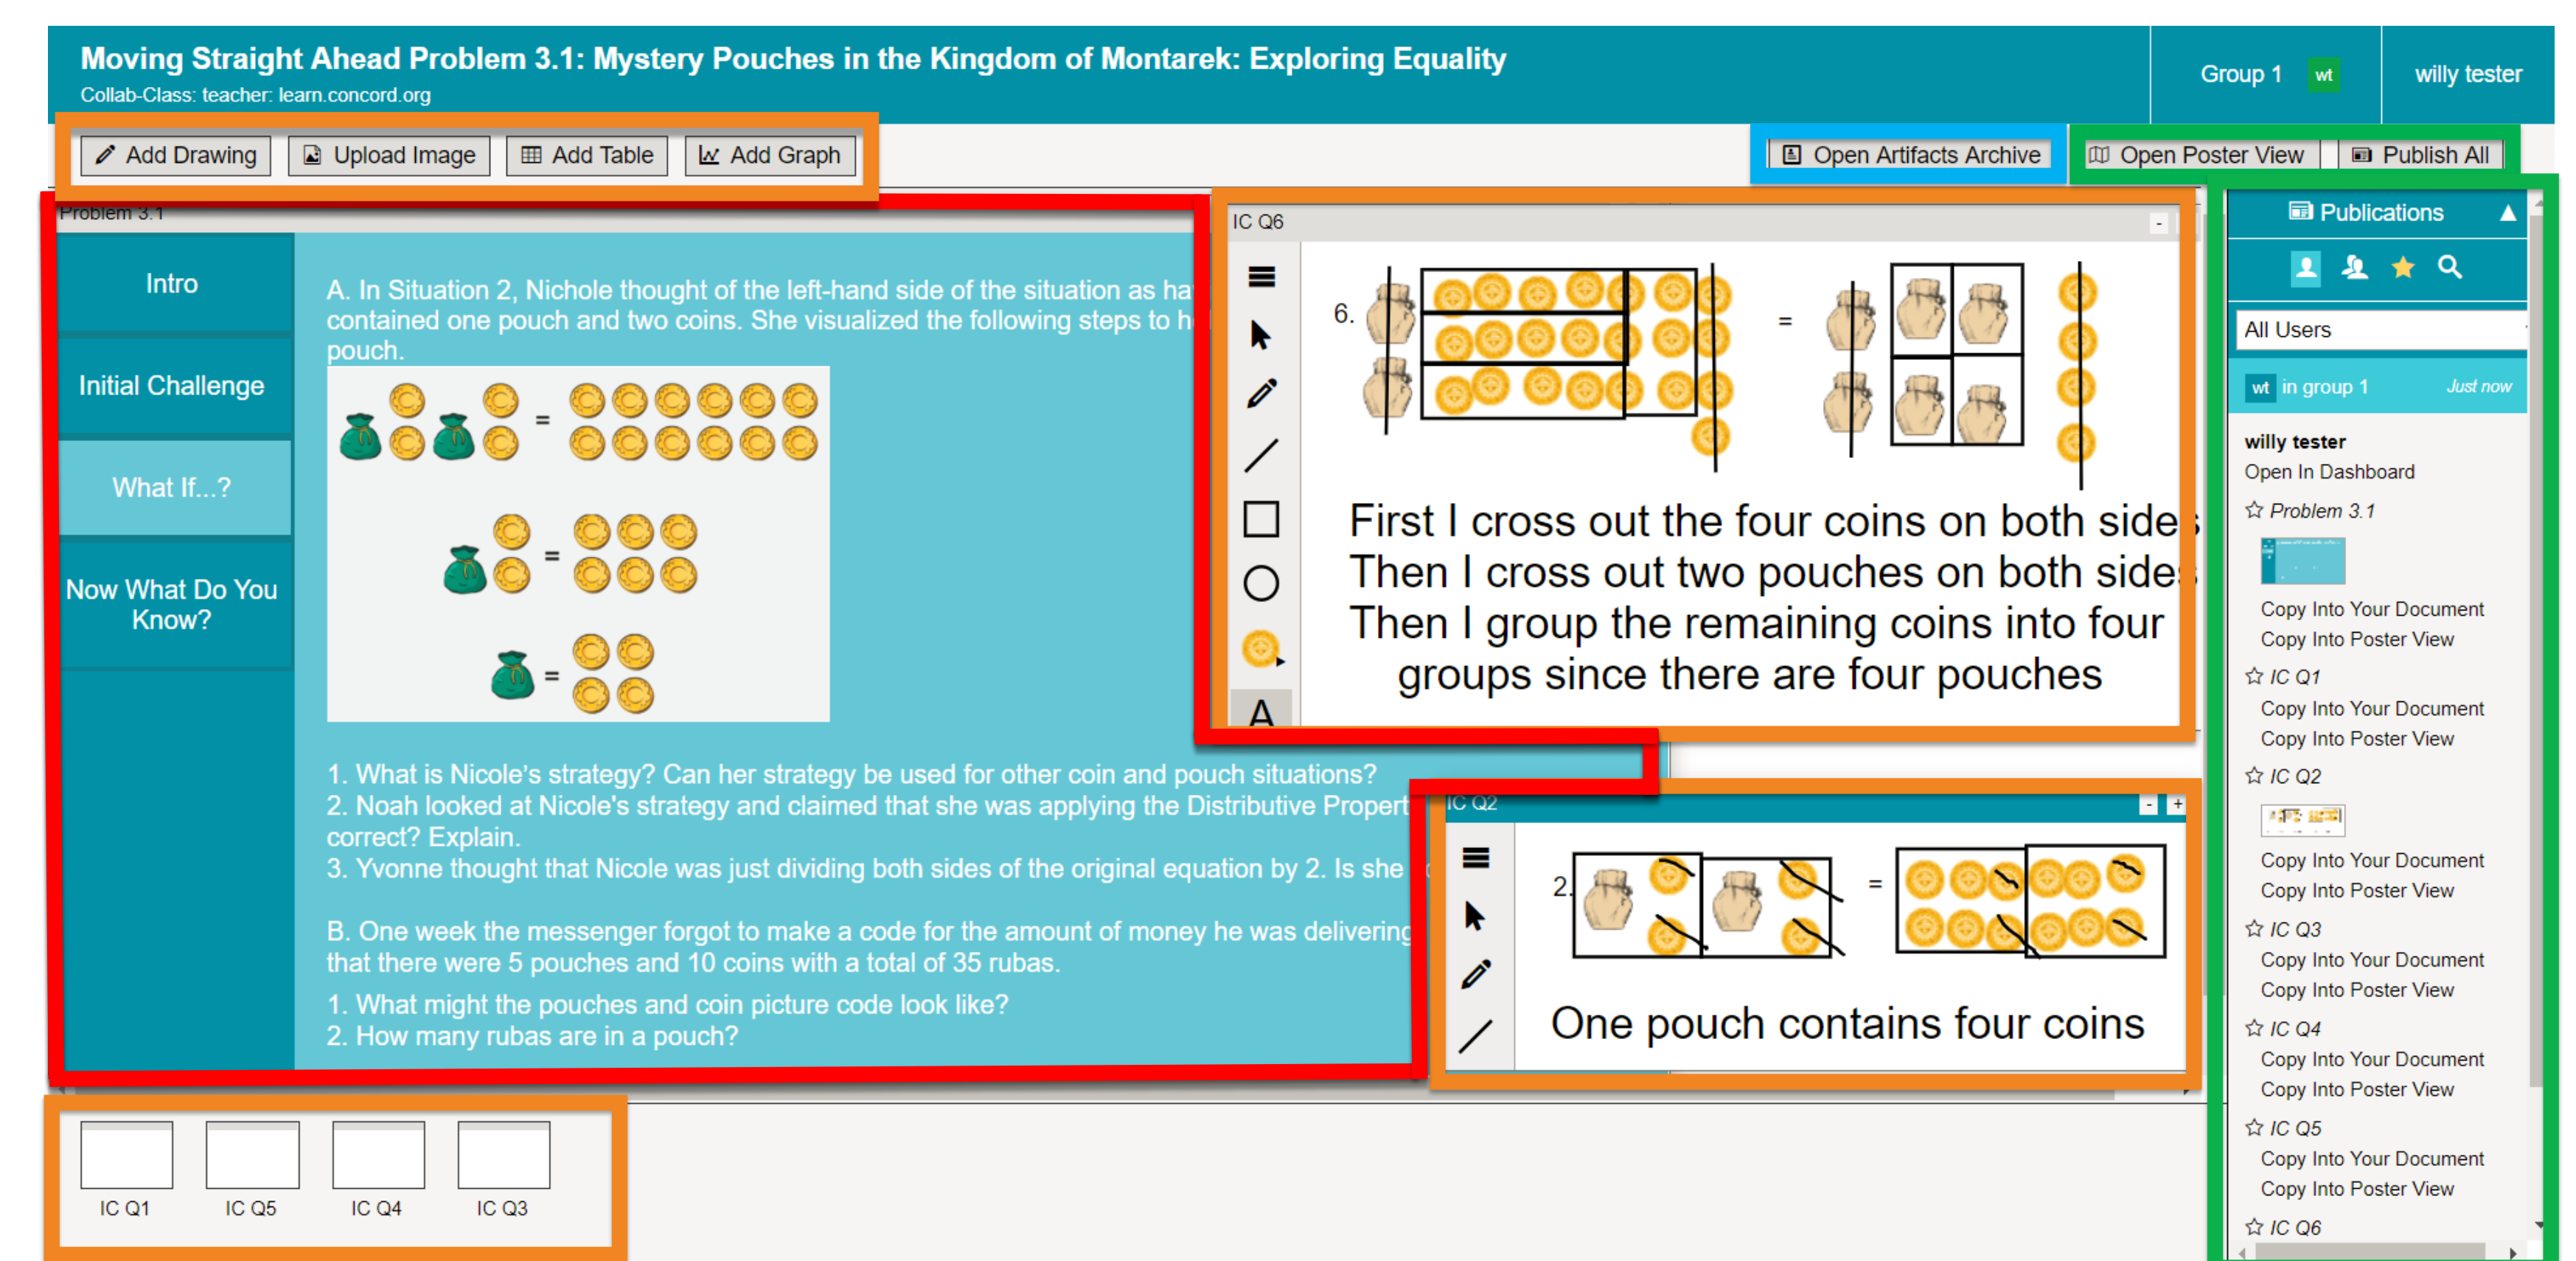 Moving Straight Ahead Problem 3.1: Mystery Pouches in the Kingdom of Montarek: Exploring Equality
Collab-Class: teacher: learn.concord.org
Group 1 wt
willy tester
Add Drawing
Upload Image
Add Table
Add Graph
Open Artifacts Archive
Open Poster View
Publish All
Problem 3.1
Intro
Initial Challenge
What If...?
Now What Do You
Know?
A. In Situation 2, Nichole thought of the left-hand side of the situation as
contained one pouch and two coins. She visualized the following steps to
pouch.
=
=
=
1. What is Nicole's strategy? Can her strategy be used for other coin and pouch situations?
2. Noah looked at Nicole's strategy and claimed that she was applying the Distributive
correct? Explain.
3. Yvonne thought that Nicole was just dividing both sides of the original equation by 2. Is she
B. One week the messenger forgot to make a code for the amount of money he was delivering
that there were 5 pouches and 10 coins with a total of 35 rubas.
1. What might the pouches and coin picture code look like?
2. How many rubas are in a pouch?
IC Q6
-
A
6.
=
First I cross out the four coins on both sides
Then I cross out two pouches on both sides
Then I group the remaining coins into four
groups since there are four pouches
IC Q2
- +
2.
=
One pouch contains four coins
IC Q1
IC Q5
IC Q4
IC Q3
Publications
All Users
wt in group 1 Just now
willy tester
Open In Dashboard
Problem 3.1
Copy Into Your Document
Copy Into Poster View
IC Q1
Copy Into Your Document
Copy Into Poster View
IC Q2
Copy Into Your Document
Copy Into Poster View
IC Q3
Copy Into Your Document
Copy Into Poster View
IC Q4
Copy Into Your Document
Copy Into Poster View
IC Q5
Copy Into Your Document
Copy Into Poster View
IC Q6